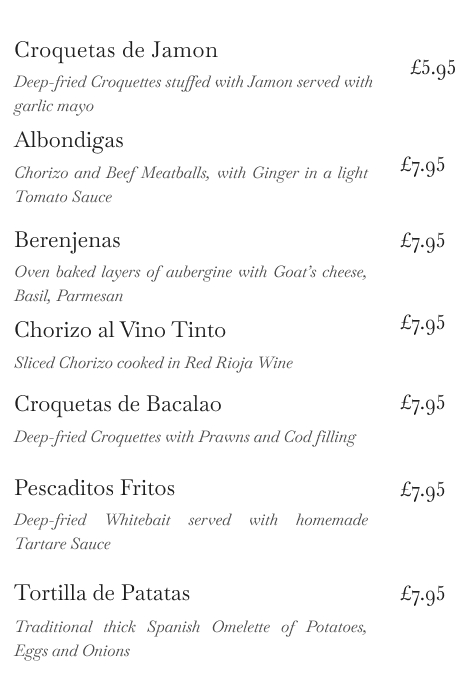 Croquetas de Jamon
£5.95
Deep-fried Croquettes stuffed with Jamon served with
garlic mayo
Albondigas
£7.95
Chorizo and Beef Meatballs, with Ginger in a light
Tomato Sauce
Berenjenas
£7.95
Oven baked layers of aubergine with Goat's cheese,
Basil, Parmesan
Chorizo al Vino Tinto
£7.95
Sliced Chorizo cooked in Red Rioja Wine
Croquetas de Bacalao
£7.95
Deep-fried Croquettes with Prawns and Cod filling
Pescaditos Fritos
£7.95
Deep-fried Whitebait served with homemade
Tartare Sauce
Tortilla de Patatas
£7.95
Traditional thick Spanish Omelette of Potatoes,
Eggs and Onions